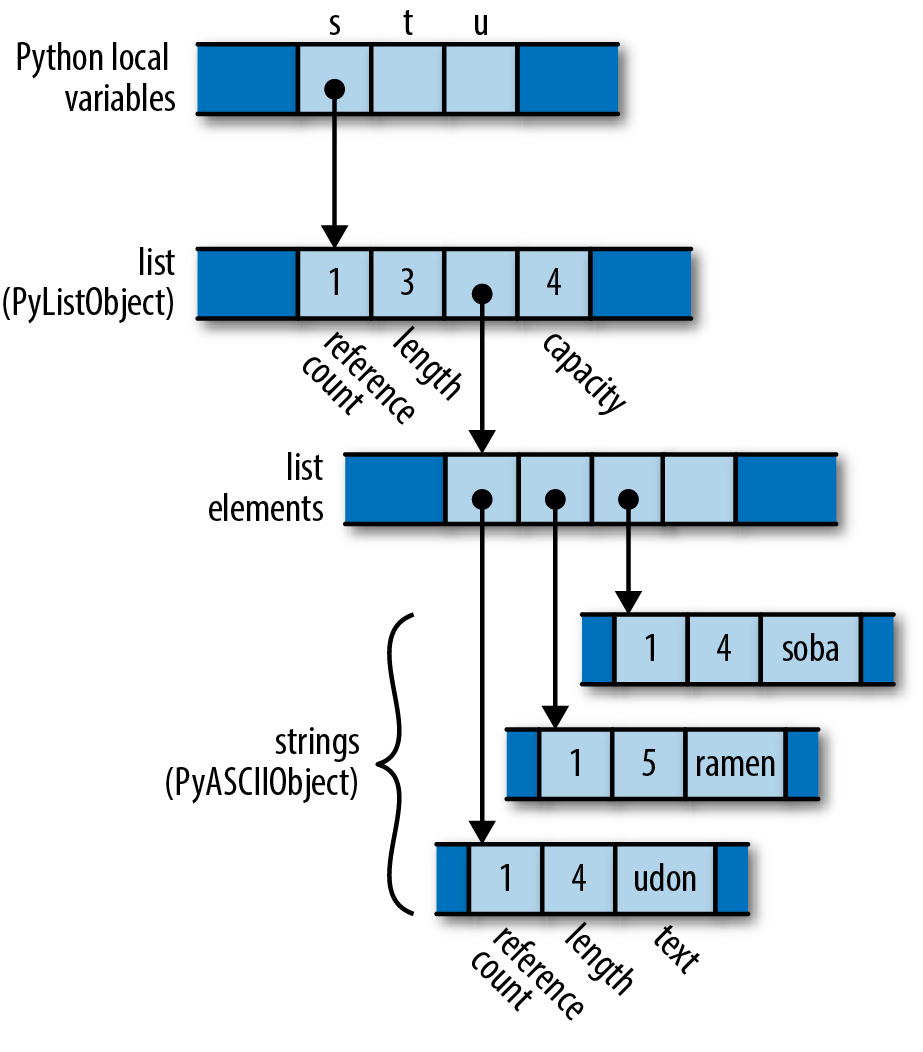 s t u
Python local
variables
list
(PyListObject)
1 3 4
reference
count
length
capacity
list
elements
1 4 soba
strings
(PyASCIIObject)
1 5 ramen
1 4 udon
reference
count
length
text